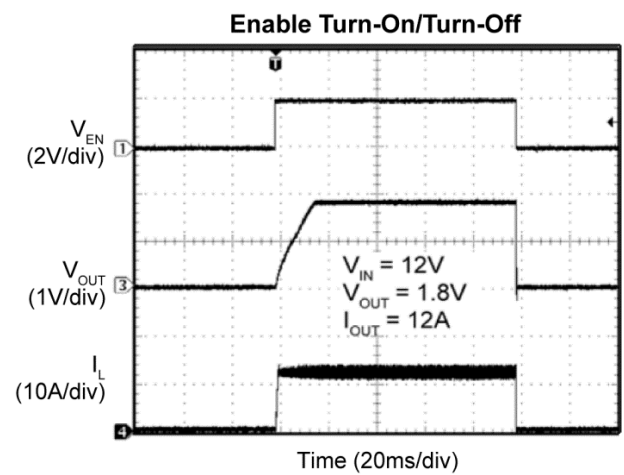 Enable Turn-On/Turn-Off
T
V_EN
(2V/div)
1
V_OUT
(1V/div)
3
V_IN = 12V
V_OUT = 1.8V
I_OUT = 12A
I_L
(10A/div)
4
Time (20ms/div)